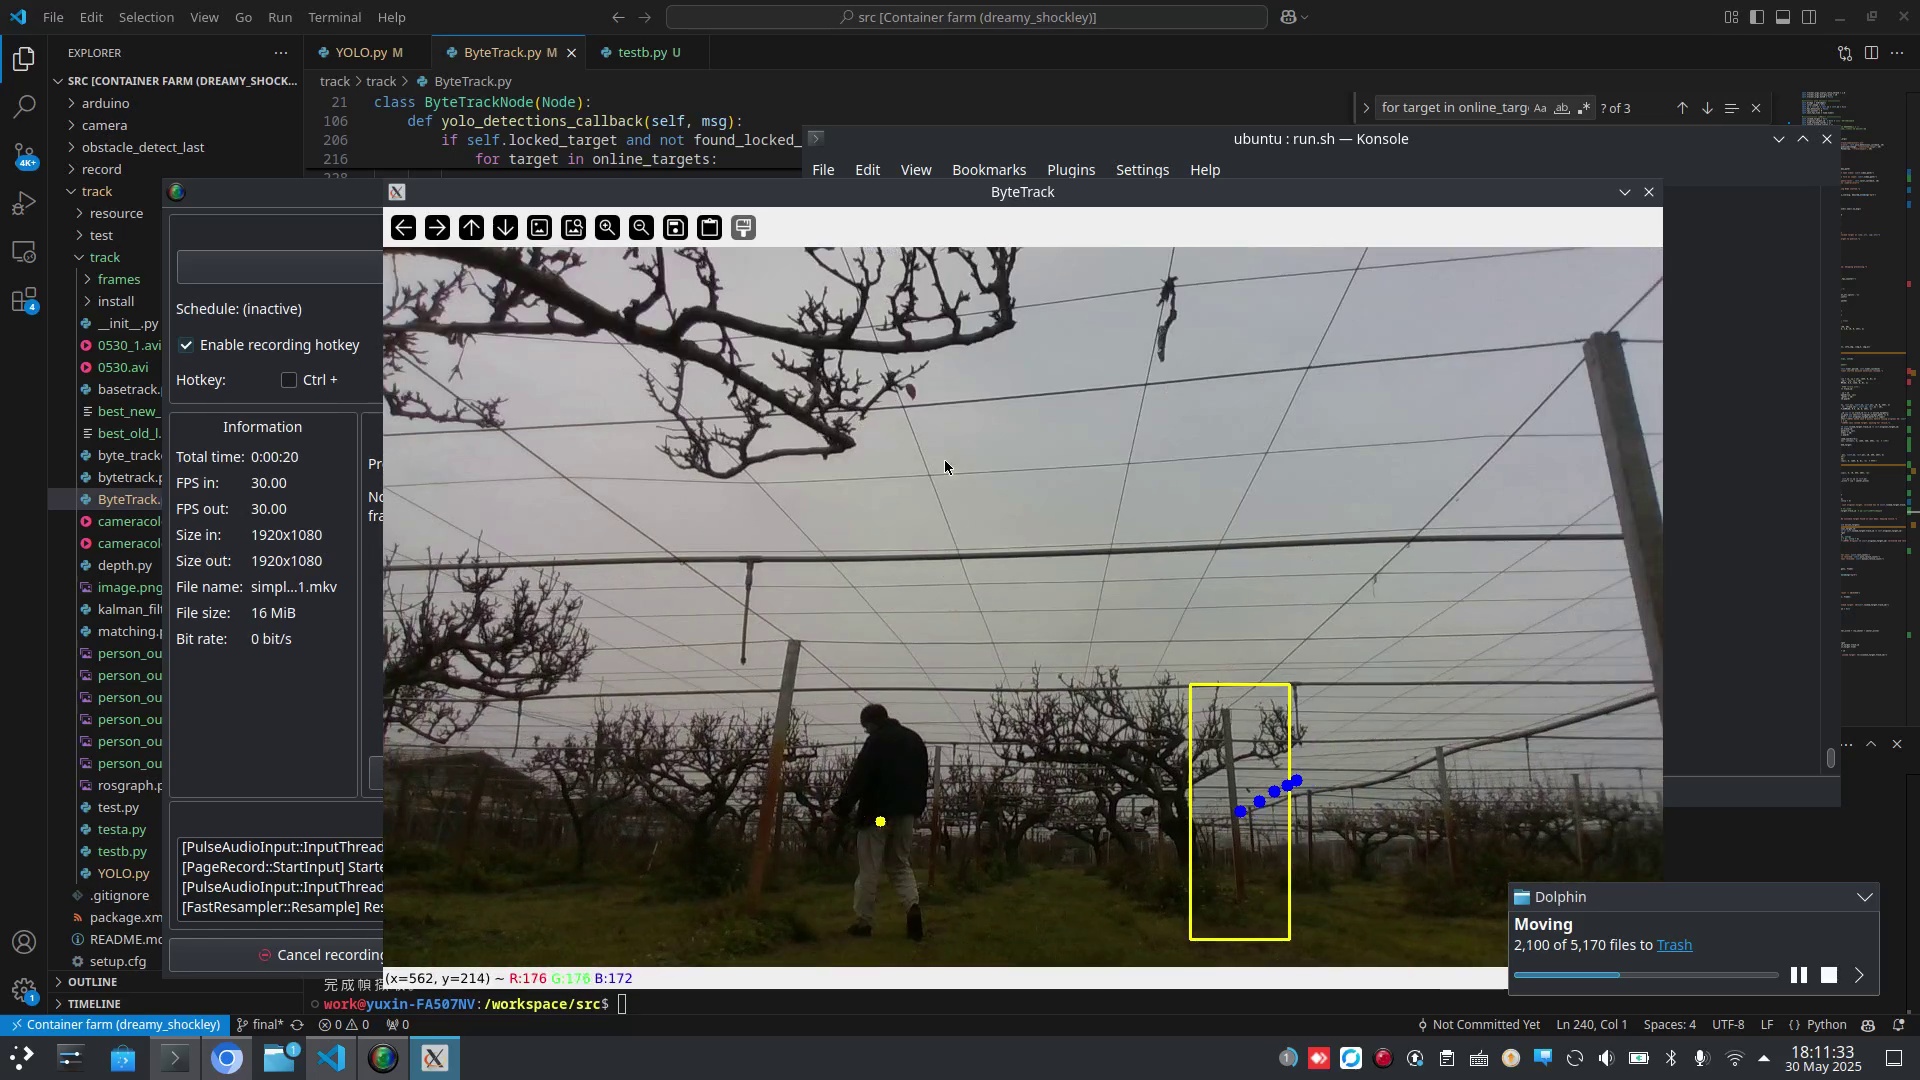 File Edit Selection View Go Run Terminal Help
src [Container farm (dreamy_shockley)]
EXPLORER
YOLO.py M
ByteTrack.py M
testb.py U
SRC [CONTAINER FARM (DREAMY_SHOCK...
track > track > ByteTrack.py
arduino
camera
obstacle_detect_last
record
track
resource
test
track
frames
install
__init__.py
0530_1.avi
0530.avi
basetrack.
best_new_
best_old_l.
byte_track
bytetrack.p
ByteTrack.
cameracol
cameracol
depth.py
image.png
kalman_filt
matching.p
person_ou
person_ou
person_ou
person_ou
person_ou
person_ou
rosgraph.p
test.py
testa.py
testb.py
YOLO.py
.gitignore
package.xm
README.md
setup.cfg
OUTLINE
TIMELINE
4K+
4
1
21 class ByteTrackNode(Node):
106 def yolo_detections_callback(self, msg):
206 if self.locked_target and not found_locked_
216 for target in online_targets:
for target in online_targ
Aa ab .*
? of 3
ubuntu : run.sh — Konsole
File Edit View Bookmarks Plugins Settings Help
ByteTrack
Schedule: (inactive)
Enable recording hotkey
Hotkey: Ctrl +
Information
Total time: 0:00:20
FPS in: 30.00
FPS out: 30.00
Size in: 1920x1080
Size out: 1920x1080
File name: simpl...1.mkv
File size: 16 MiB
Bit rate: 0 bit/s
Pr
No
fra
[PulseAudioInput::InputThread
[PageRecord::StartInput] Starte
[PulseAudioInput::InputThread
[FastResampler::Resample] Res
Cancel recording
(x=562, y=214) ~ R:176 G:176 B:172
work@yuxin-FA507NV:/workspace/src$
Dolphin
Moving
2,100 of 5,170 files to Trash
Container farm (dreamy_shockley)
final*
0 0
0
Not Committed Yet
Ln 240, Col 1
Spaces: 4
UTF-8
LF
{} Python
1
1
18:11:33
30 May 2025